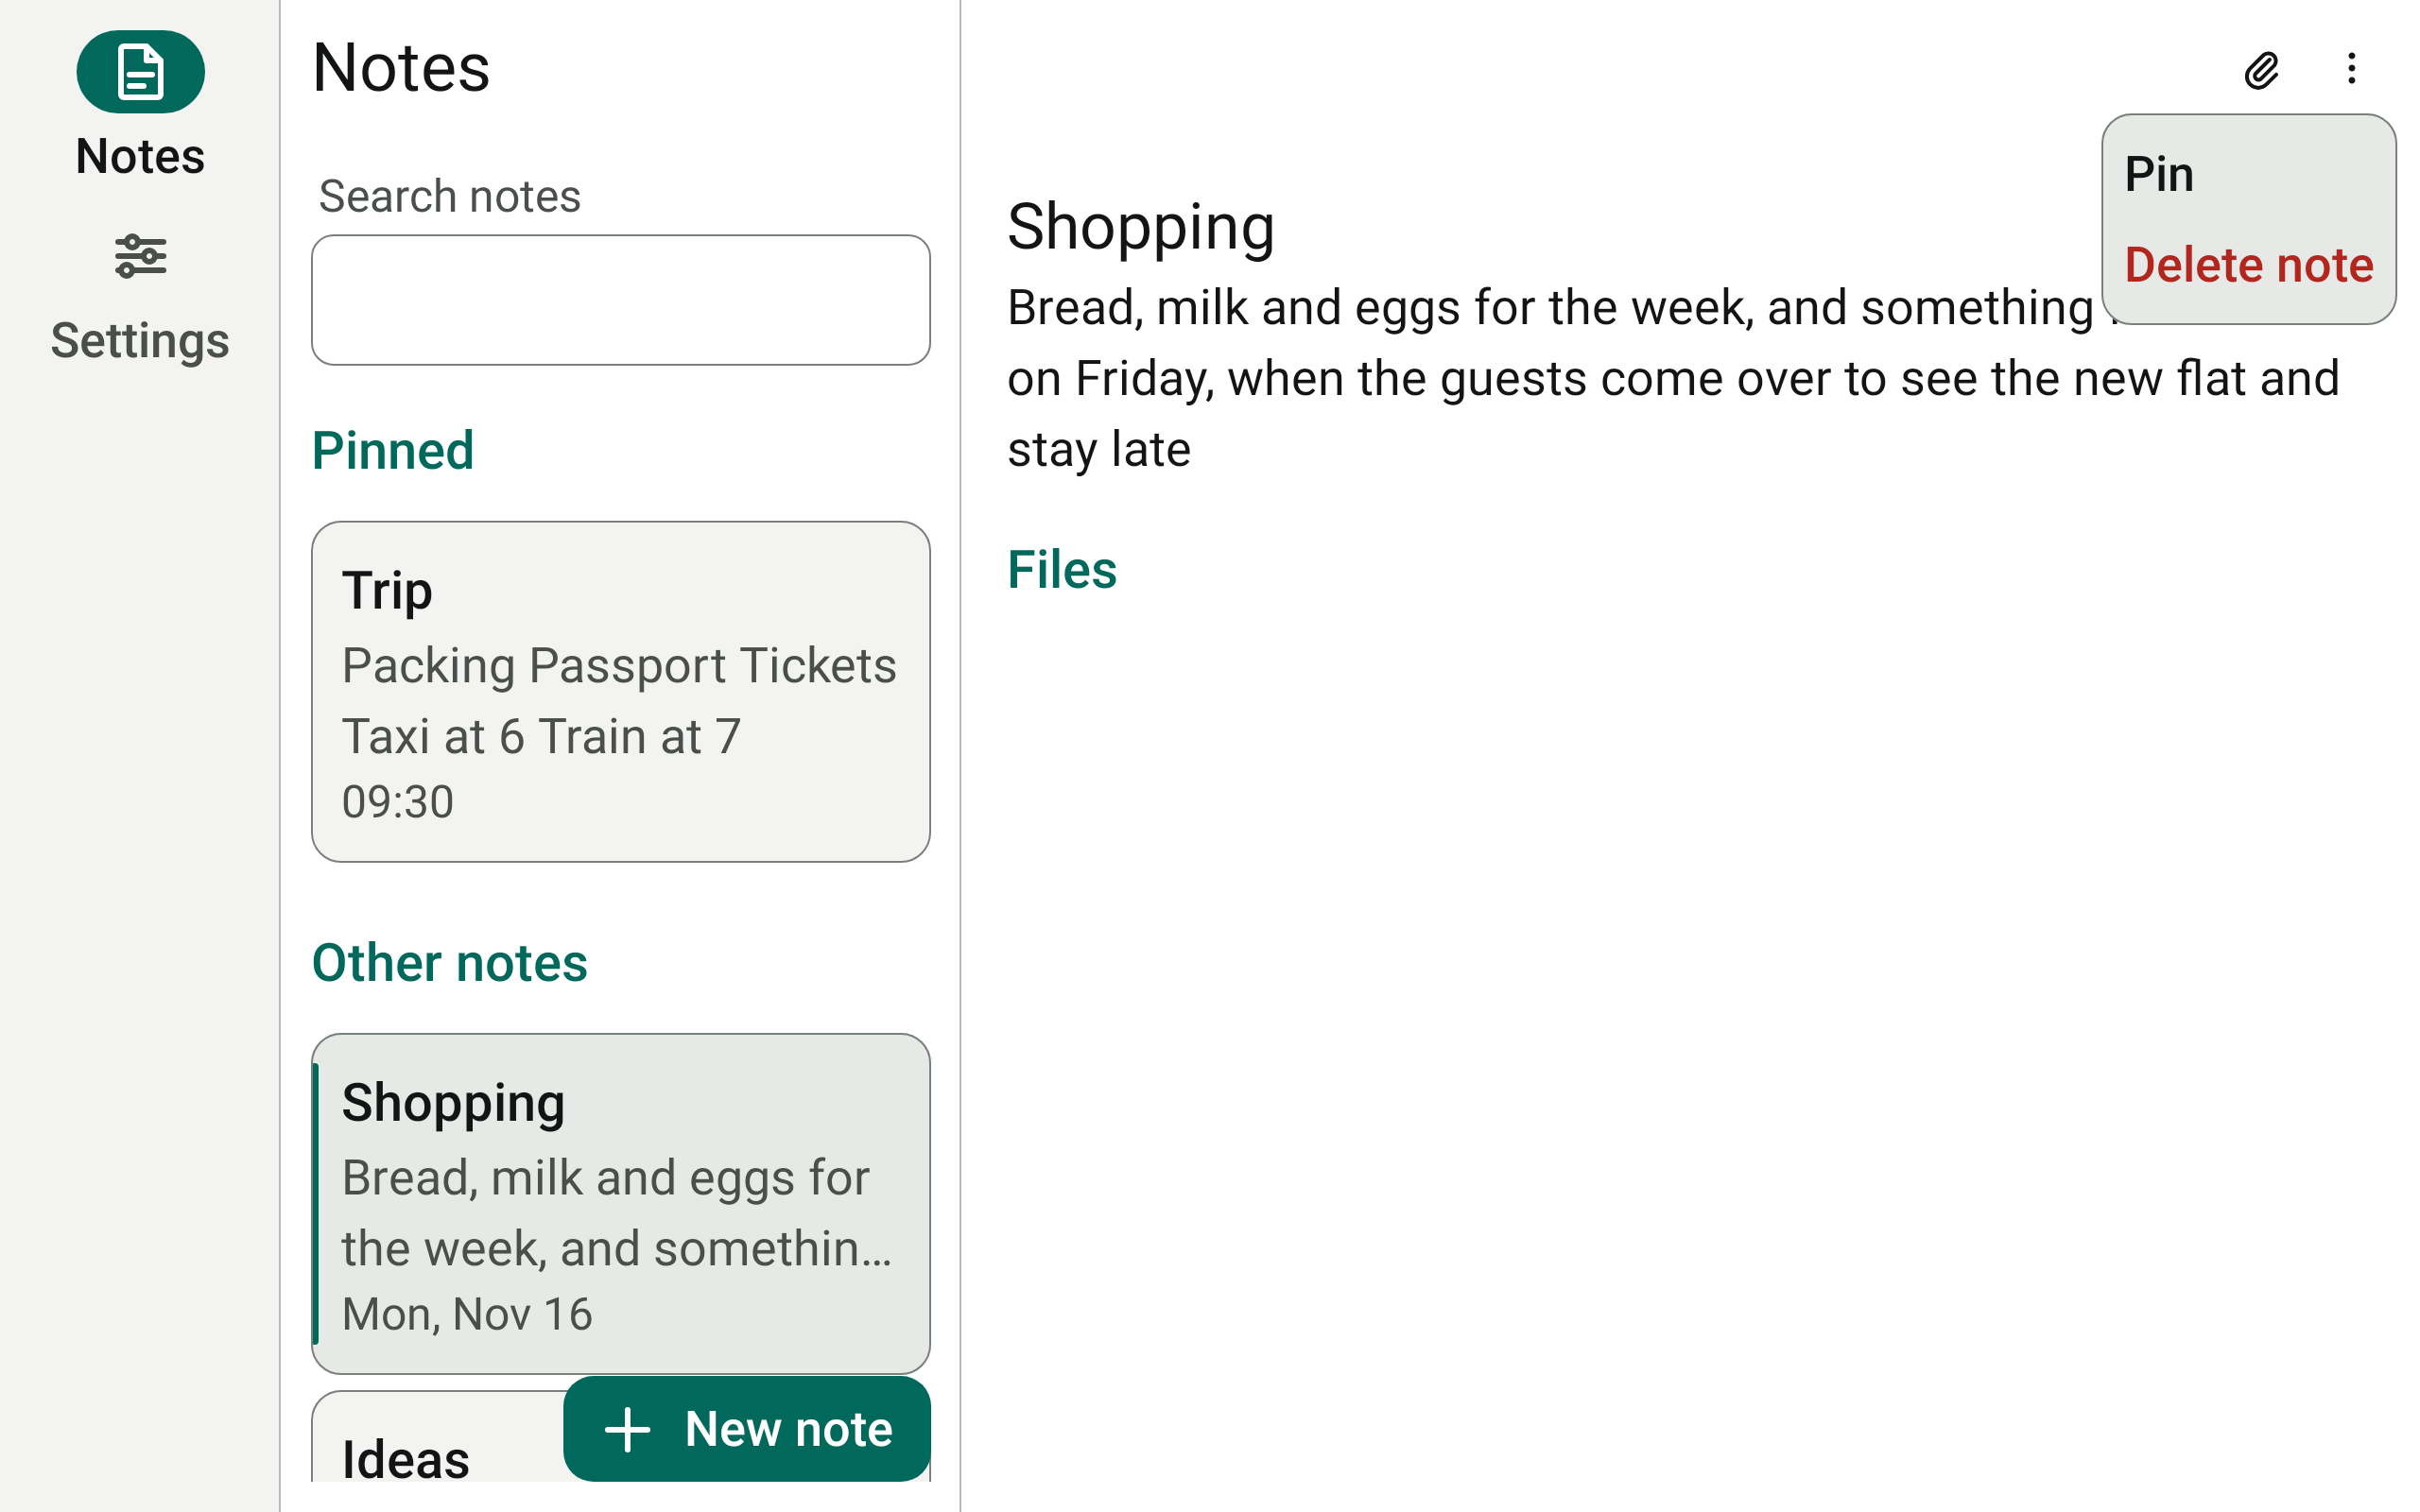 Notes
Settings
Notes
Search notes
Pinned
Trip
Packing Passport Tickets
Taxi at 6 Train at 7
09:30
Other notes
Shopping
Bread, milk and eggs for
the week, and somethin…
Mon, Nov 16
Ideas
New note
Pin
Delete note
Shopping
Bread, milk and eggs for the week, and something
on Friday, when the guests come over to see the new flat and
stay late
Files